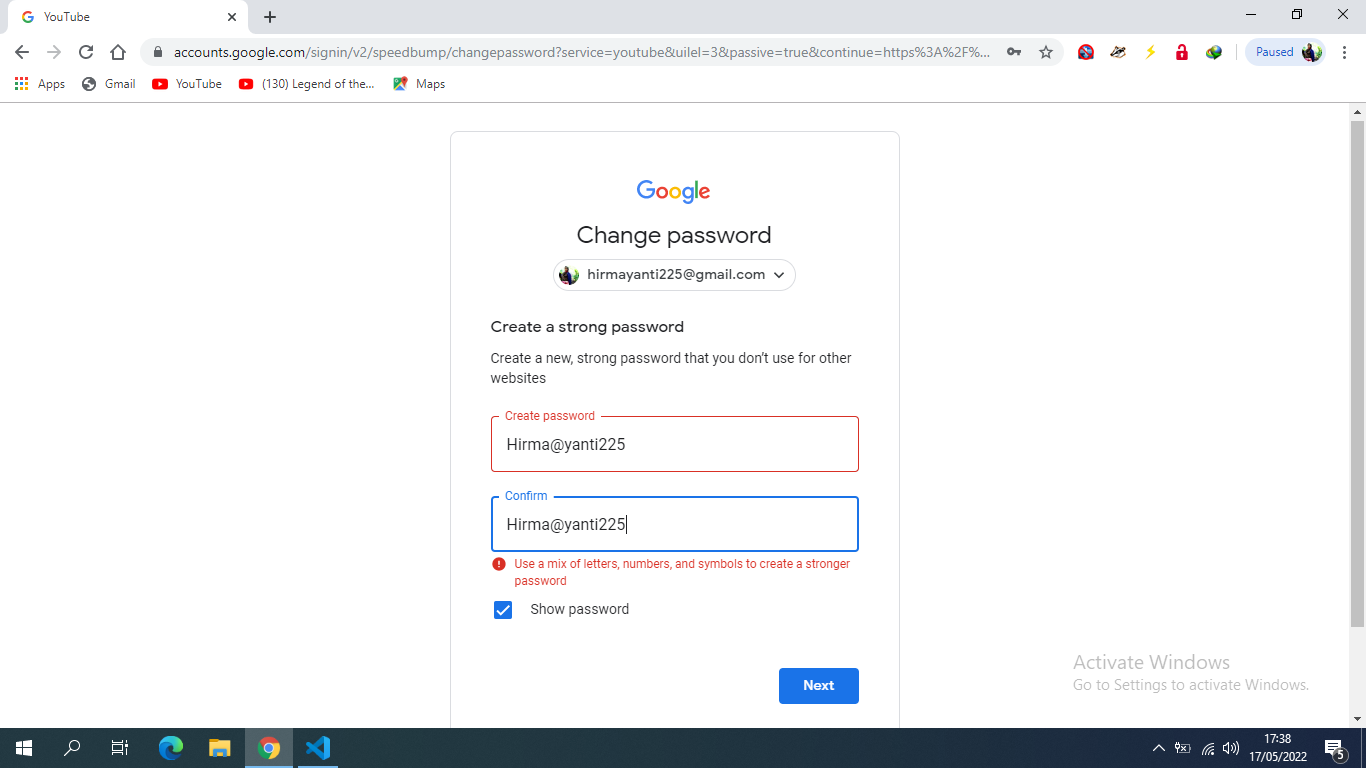 YouTube
accounts.google.com/signin/v2/speedbump/changepassword?service=youtube&uilel=3&passive=true&continue=https%3A%2F%...
Paused
Apps
Gmail
YouTube
(130) Legend of the...
Maps
Google
Change password
hirmayanti225@gmail.com
Create a strong password
Create a new, strong password that you don’t use for other
websites
Create password
Hirma@yanti225
Confirm
Hirma@yanti225
Use a mix of letters, numbers, and symbols to create a stronger
password
Show password
Next
Activate Windows
Go to Settings to activate Windows.
17:38
17/05/2022
5